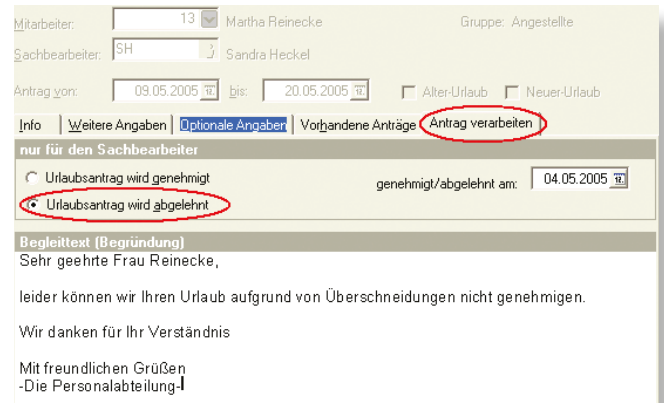 Mitarbeiter: 13 Martha Reinecke Gruppe: Angestellte
Sachbearbeiter: SH Sandra Heckel
Antrag von: 09.05.2005 bis: 20.05.2005 Alter-Urlaub Neuer-Urlaub
Info Weitere Angaben Optionale Angaben Vorhandene Anträge Antrag verarbeiten
nur für den Sachbearbeiter
Urlaubsantrag wird genehmigt genehmigt/abgelehnt am: 04.05.2005
Urlaubsantrag wird abgelehnt
Begleittext (Begründung)
Sehr geehrte Frau Reinecke,
leider können wir Ihren Urlaub aufgrund von Überschneidungen nicht genehmigen.
Wir danken für Ihr Verständnis
Mit freundlichen Grüßen
-Die Personalabteilung-